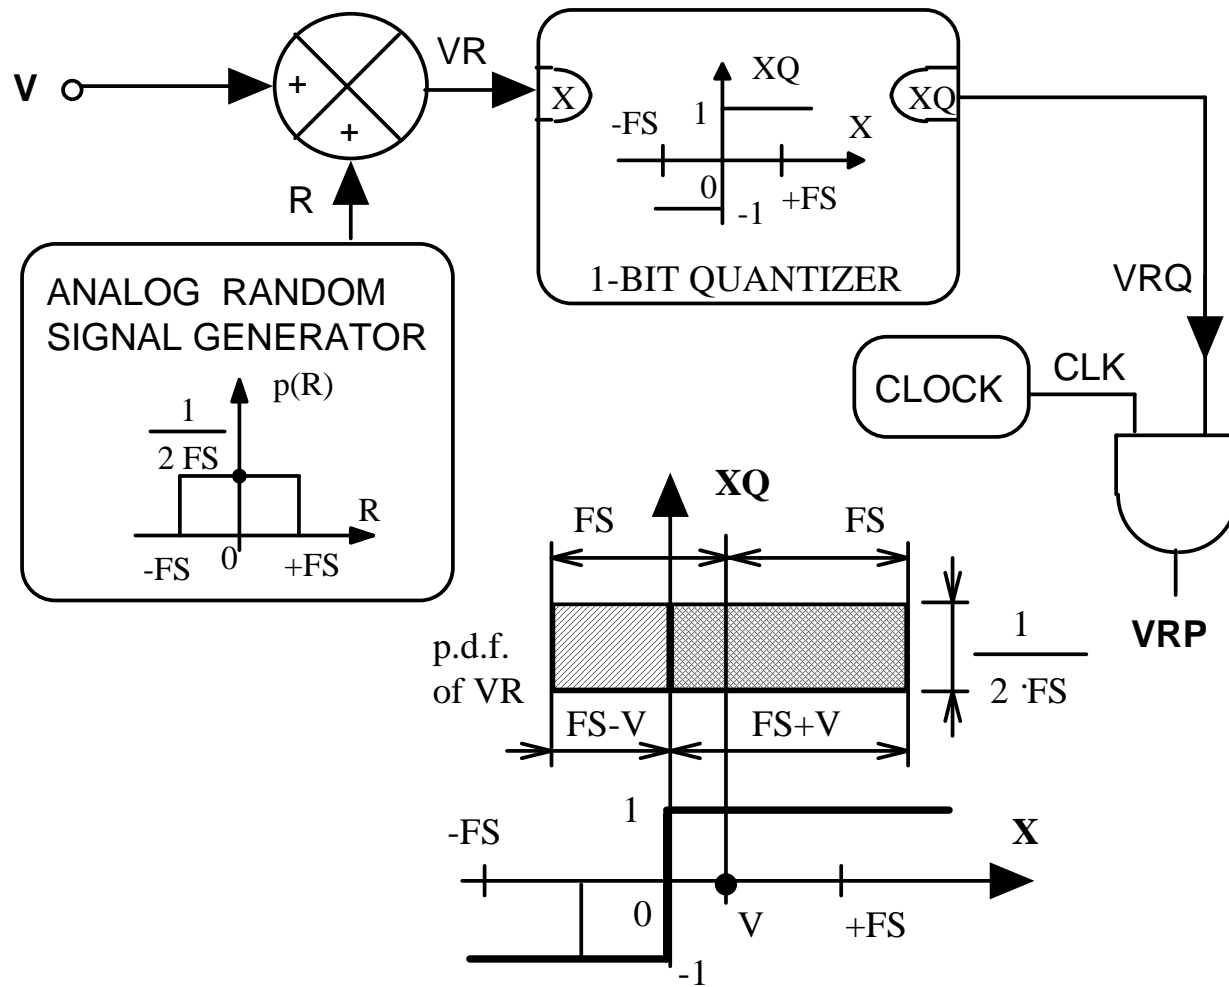 V
+
+
VR
R
X
XQ
XQ
1
-FS
X
0
-1
+FS
1-BIT QUANTIZER
ANALOG RANDOM
SIGNAL GENERATOR
p(R)
1
2 FS
R
-FS
0
+FS
VRQ
CLOCK
CLK
VRP
XQ
FS
FS
p.d.f.
of VR
1
2 ·FS
FS-V
FS+V
1
-FS
X
0
V
+FS
-1